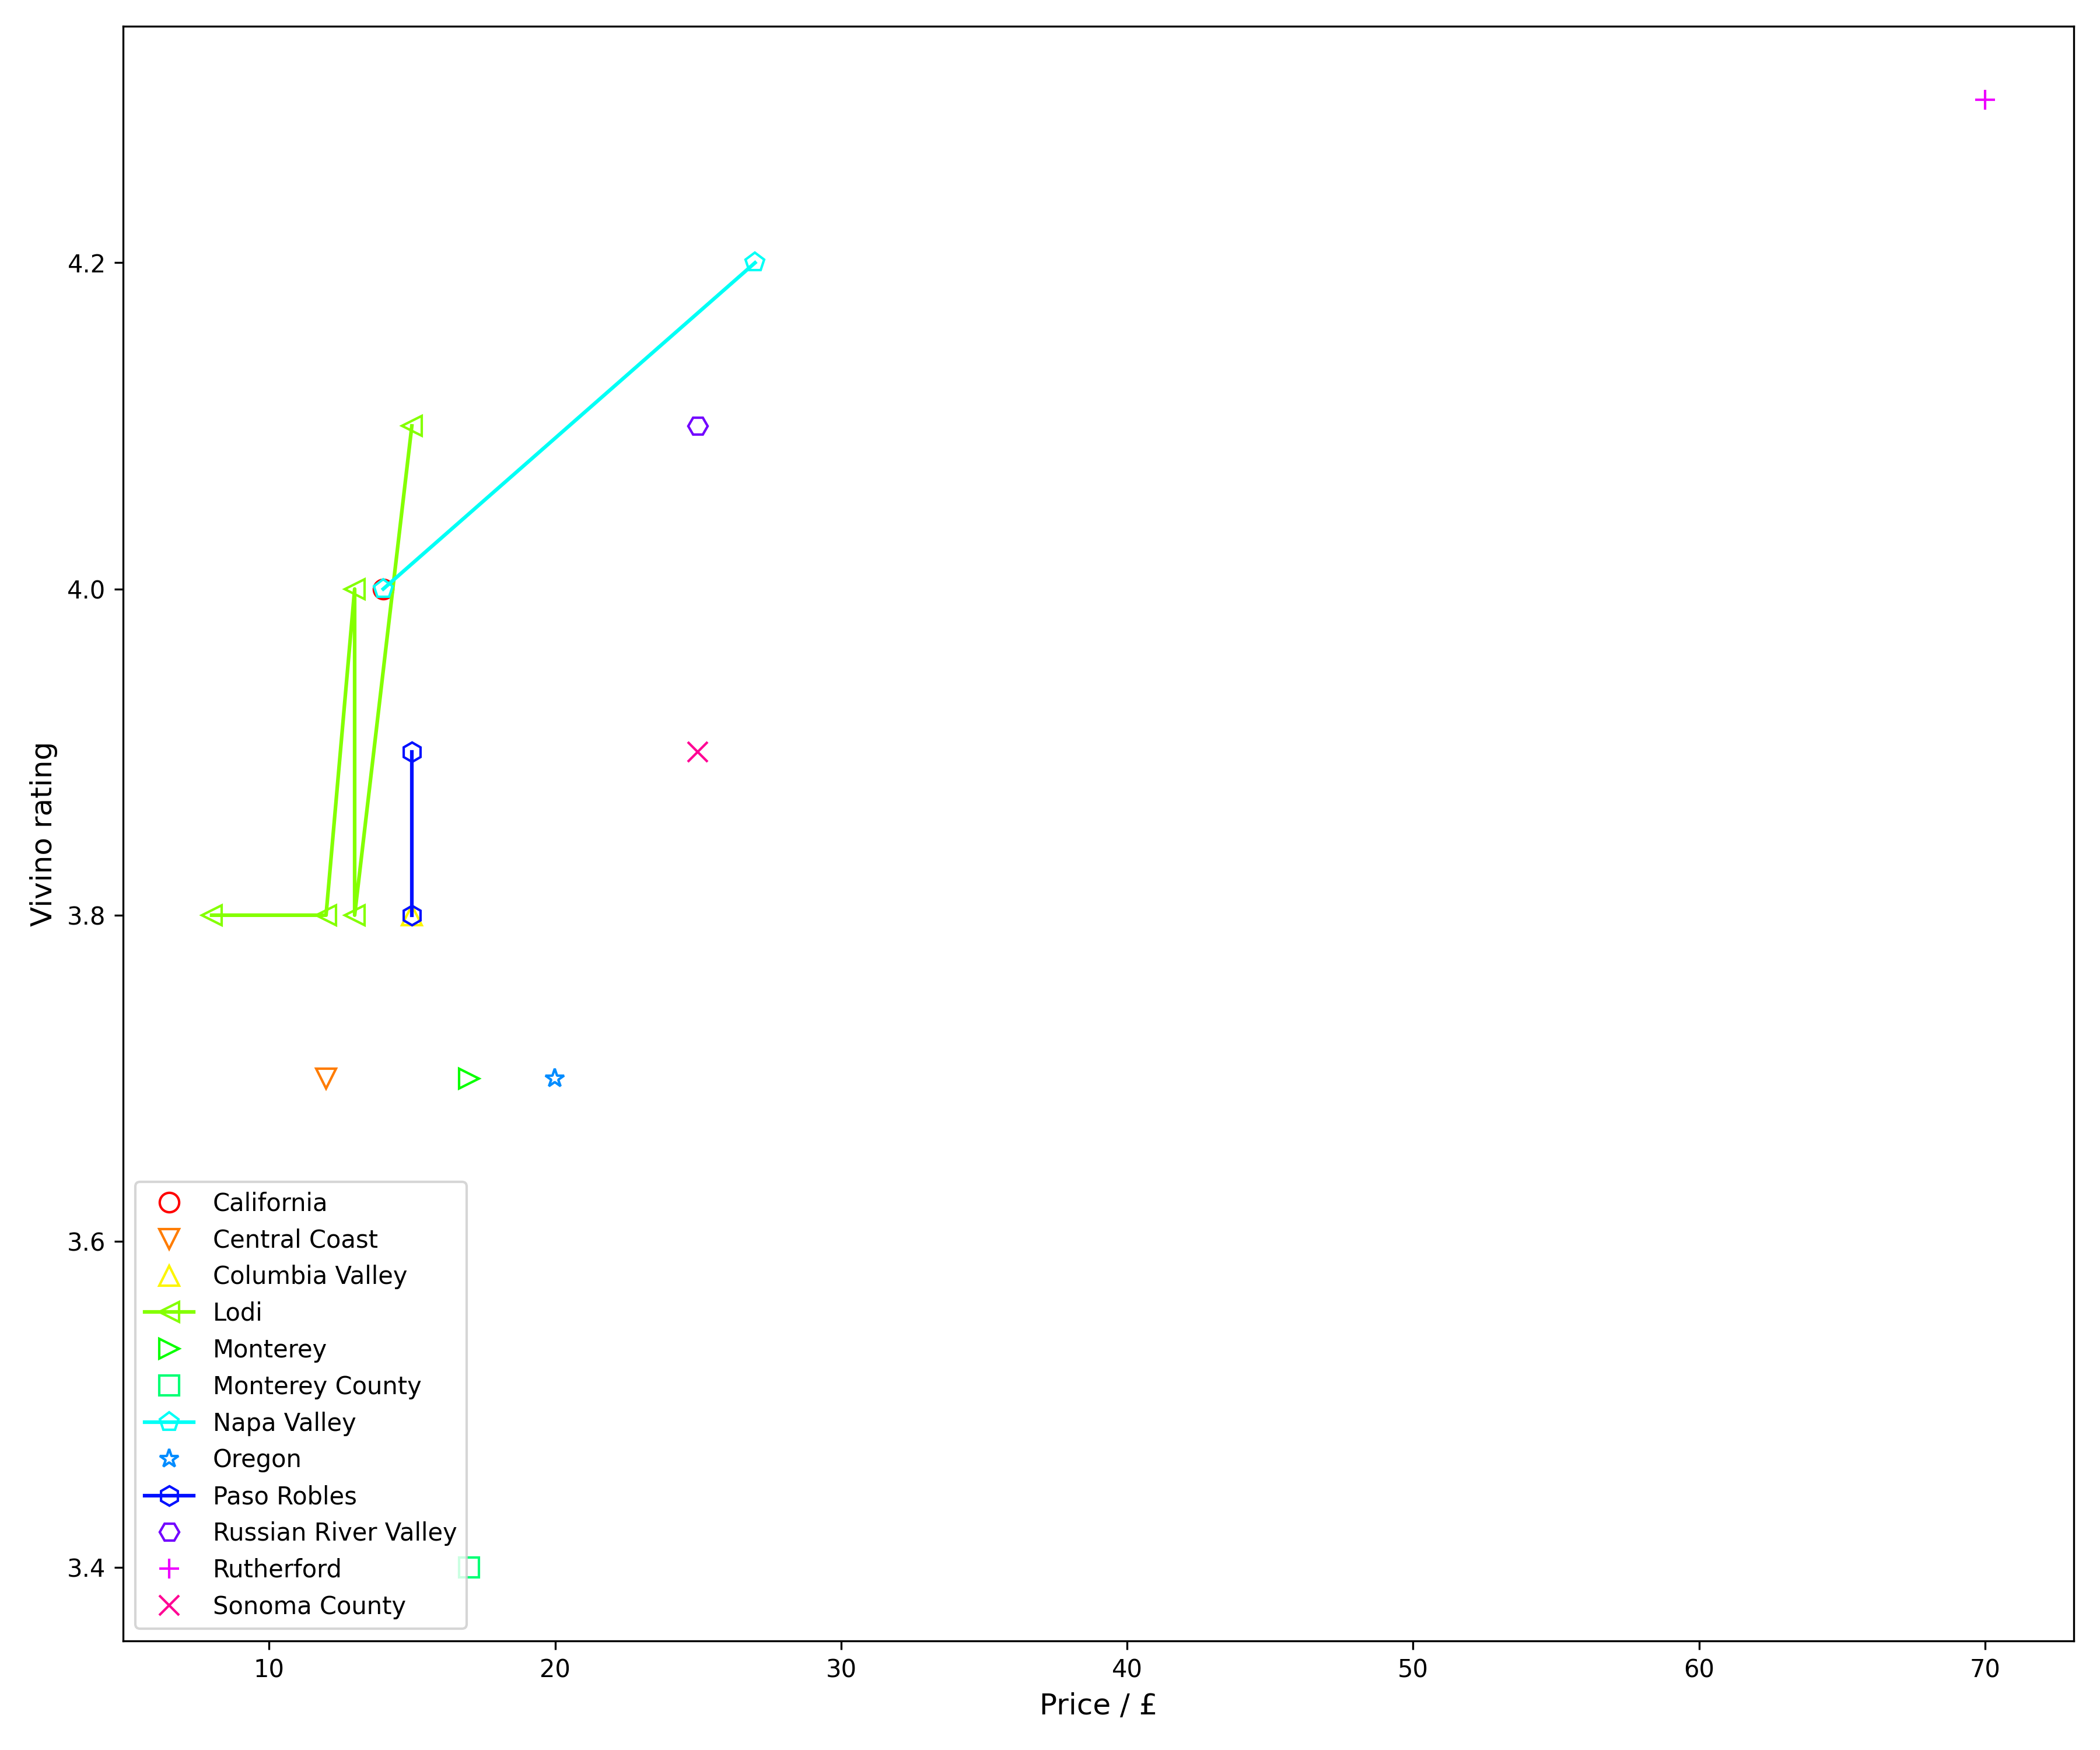 4.2
4.0
3.8
3.6
3.4
Vivino rating
California
Central Coast
Columbia Valley
Lodi
Monterey
Monterey County
Napa Valley
Oregon
Paso Robles
Russian River Valley
Rutherford
Sonoma County
10 20 30 40 50 60 70
Price / £